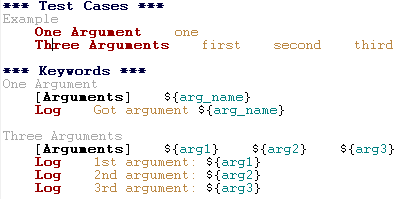 *** Test Cases ***
Example
    One Argument    one
    Three Arguments    first    second    third

*** Keywords ***
One Argument
    [Arguments]    ${arg_name}
    Log    Got argument ${arg_name}

Three Arguments
    [Arguments]    ${arg1}    ${arg2}    ${arg3}
    Log    1st argument: ${arg1}
    Log    2nd argument: ${arg2}
    Log    3rd argument: ${arg3}